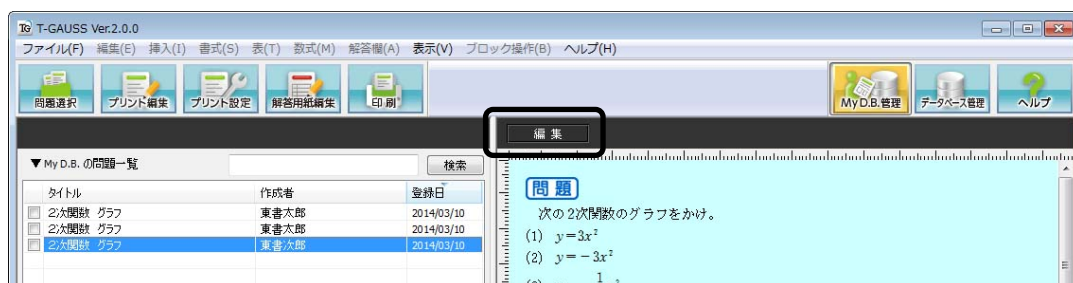 TG T-GAUSS Ver.2.0.0
ファイル(F) 編集(E) 挿入(I) 書式(S) 表(T) 数式(M) 解答欄(A) 表示(V) ブロック操作(B) ヘルプ(H)
問題選択 プリント編集 プリント設定 解答用紙編集 印刷 My D.B.管理 データベース管理 ヘルプ
編集
▼My D.B. の問題一覧 検索
タイトル 作成者 登録日
2次関数 グラフ 東書太郎 2014/03/10
2次関数 グラフ 東書太郎 2014/03/10
2次関数 グラフ 東書次郎 2014/03/10
問題
次の2次関数のグラフをかけ。
(1) y=3x²
(2) y=-3x²